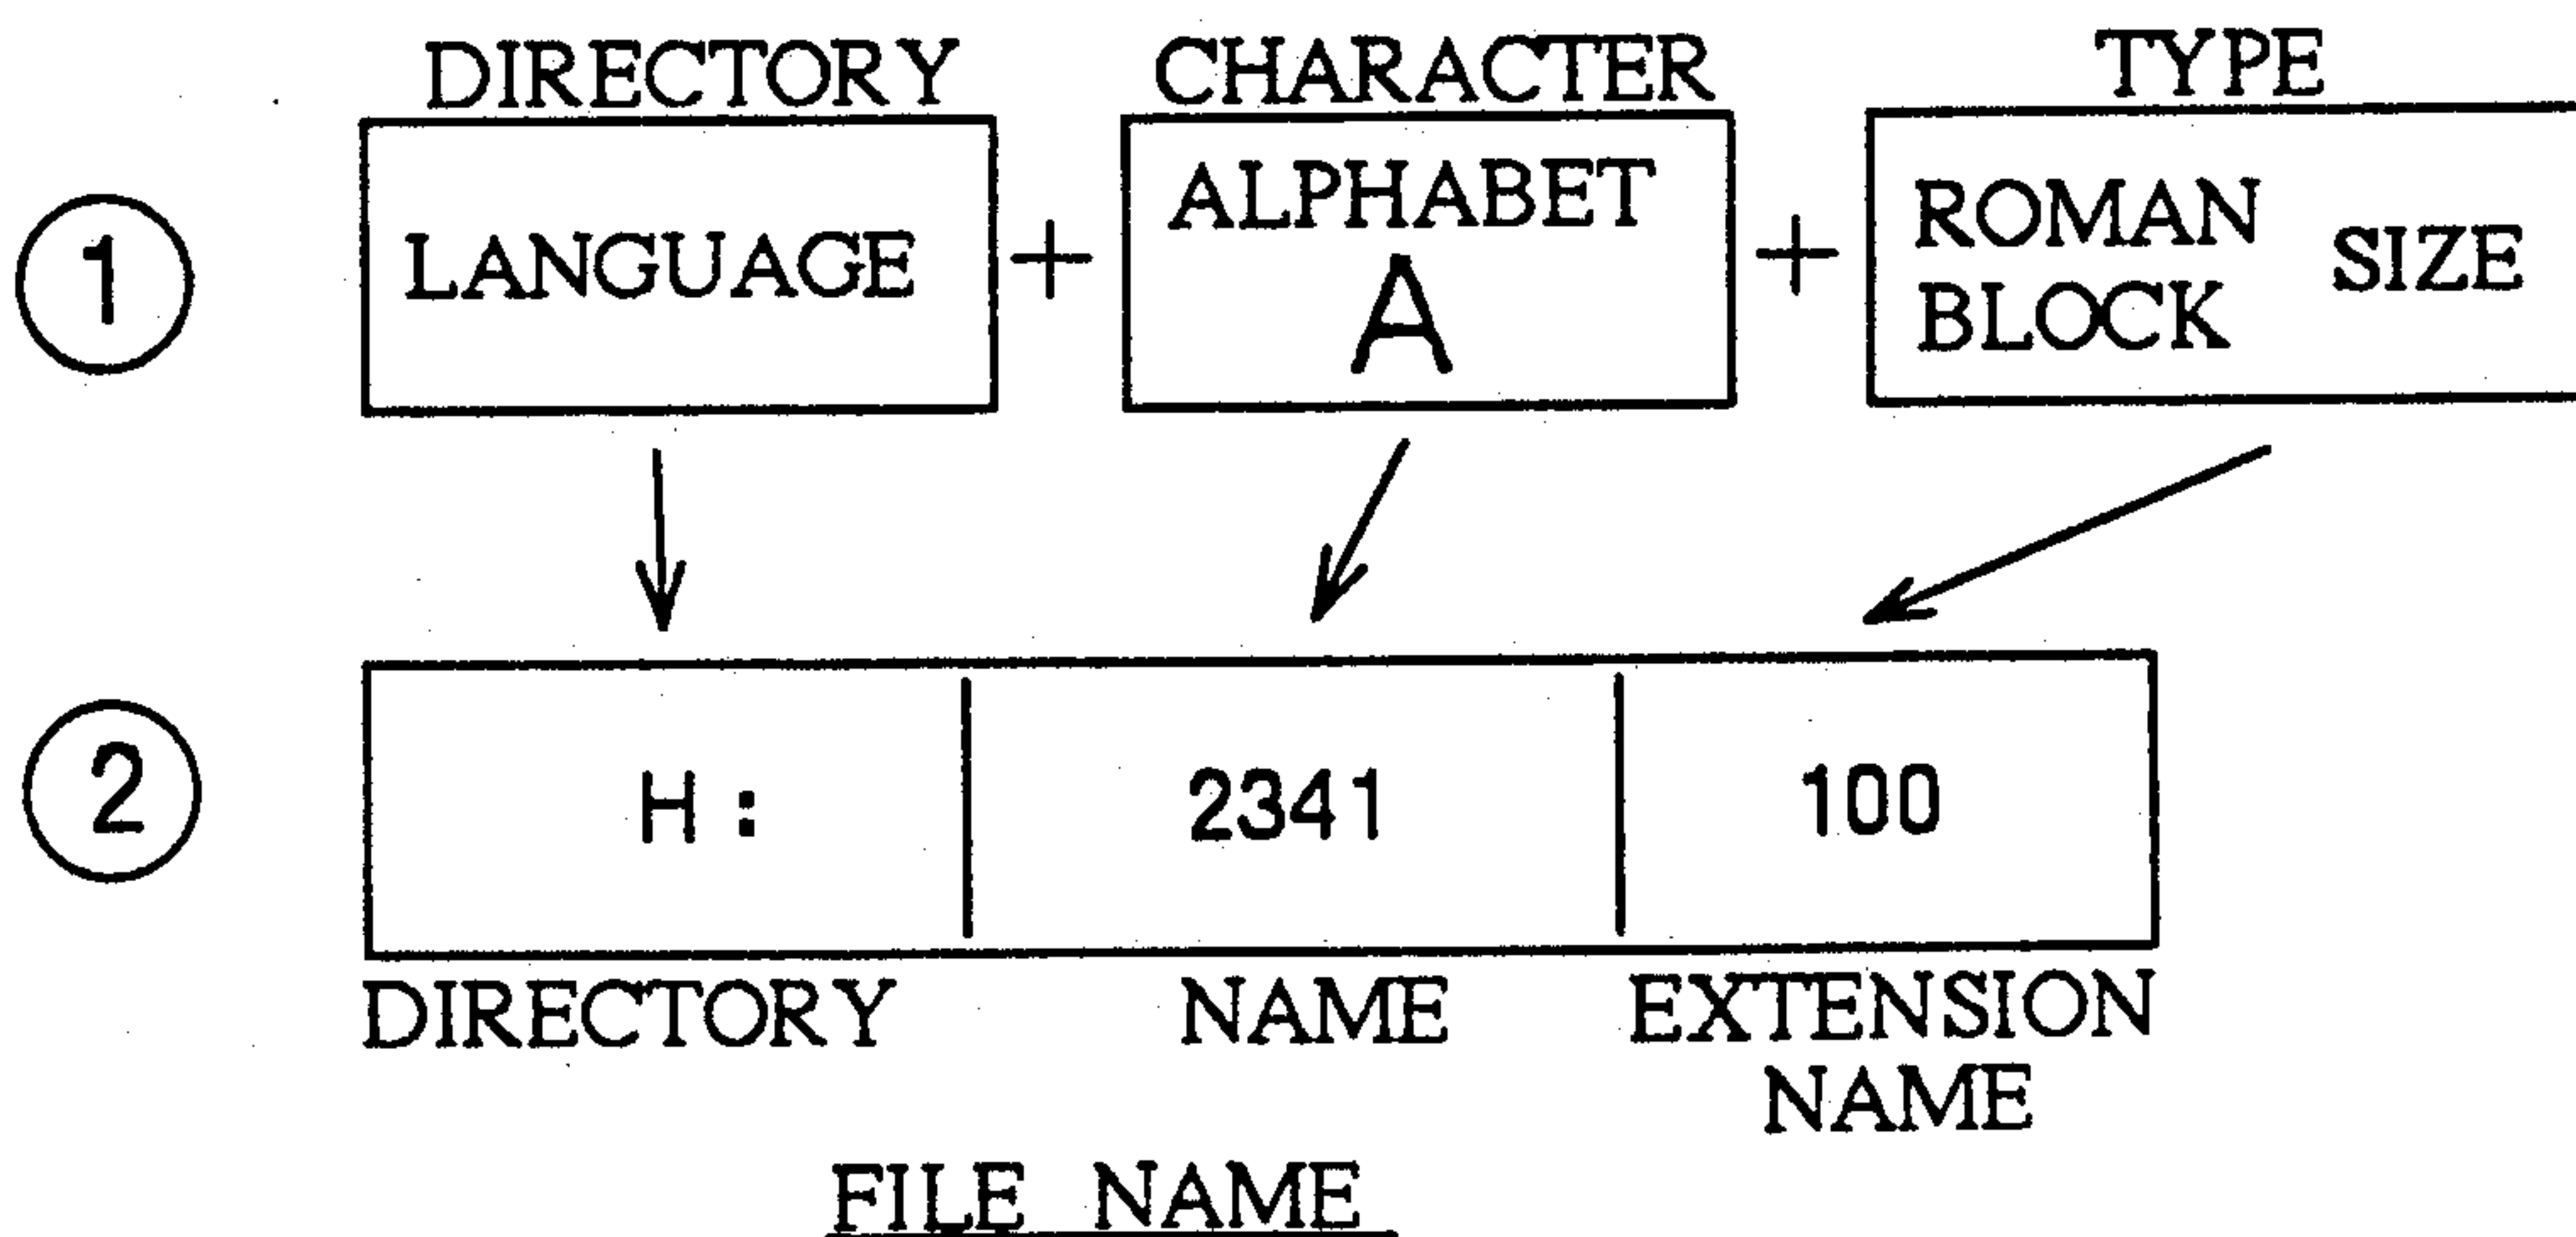 DIRECTORY CHARACTER TYPE
① LANGUAGE + ALPHABET A + ROMAN BLOCK SIZE
② H: 2341 100
DIRECTORY NAME EXTENSION NAME
FILE NAME